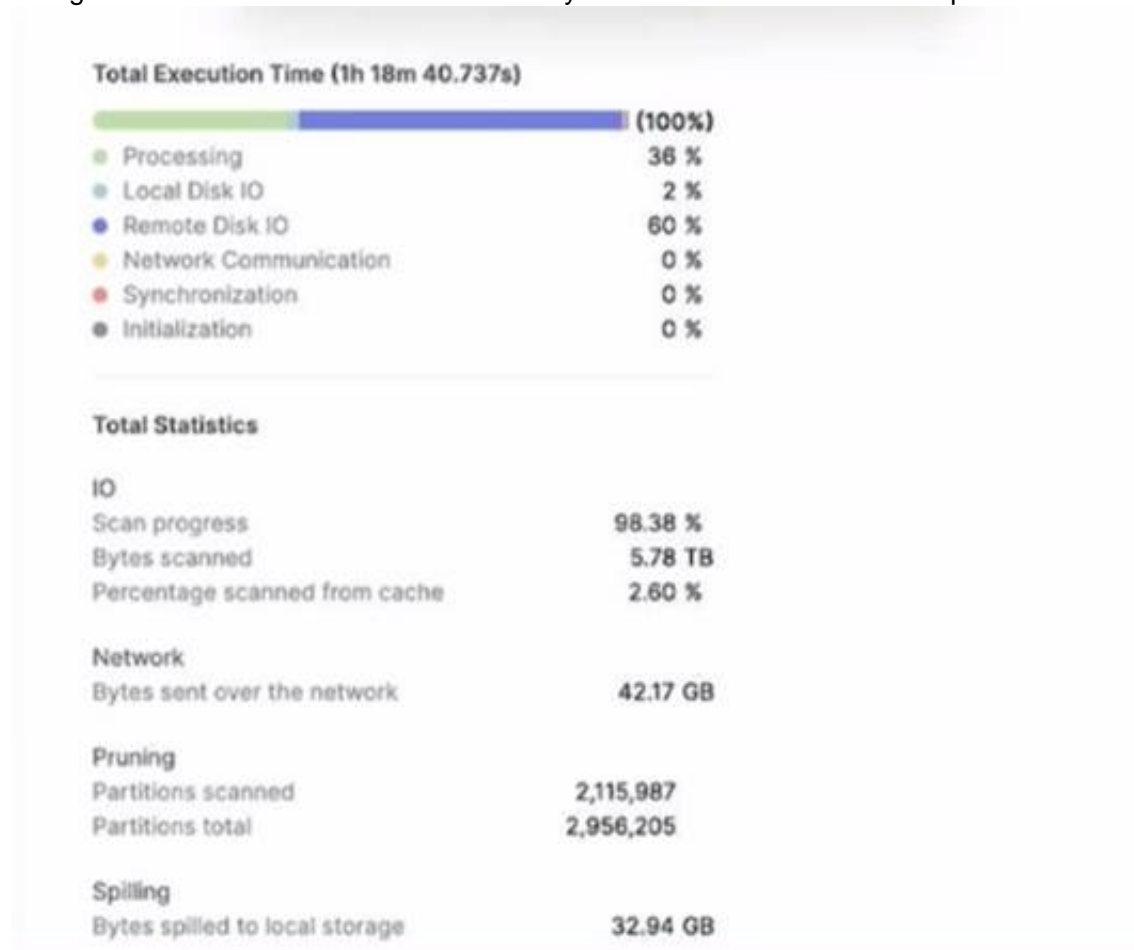 Total Execution Time (1h 18m 40.737s)
(100%)
Processing 36 %
Local Disk IO 2 %
Remote Disk IO 60 %
Network Communication 0 %
Synchronization 0 %
Initialization 0 %
Total Statistics
IO
Scan progress 98.38 %
Bytes scanned 5.78 TB
Percentage scanned from cache 2.60 %
Network
Bytes sent over the network 42.17 GB
Pruning
Partitions scanned 2,115,987
Partitions total 2,956,205
Spilling
Bytes spilled to local storage 32.94 GB